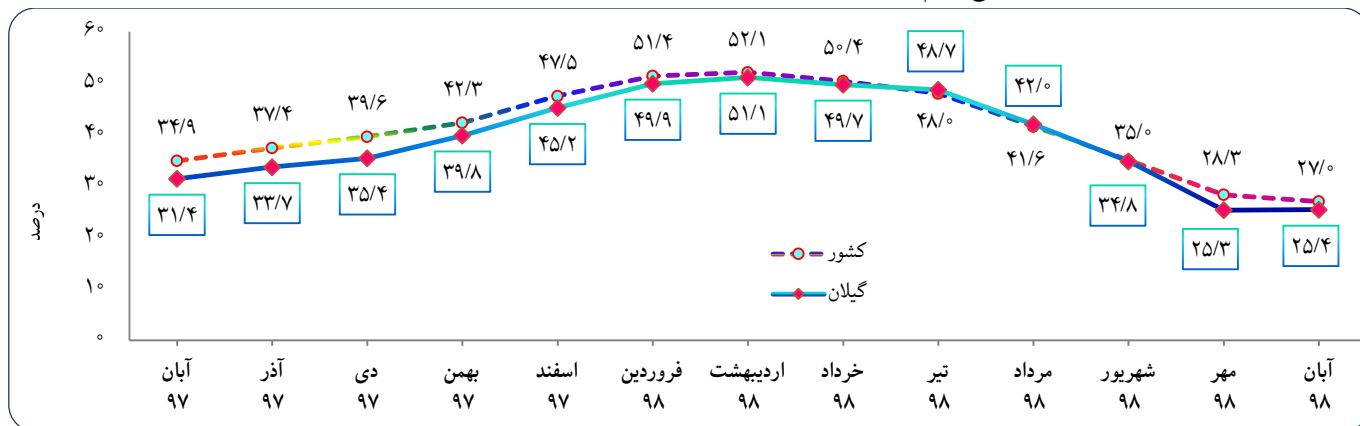 ۶۰
۵۰
۴۰
۳۰
۲۰
۱۰
۰
درصد
۳۴/۹ ۳۷/۴ ۳۹/۶ ۴۲/۳ ۴۷/۵ ۵۱/۴ ۵۲/۱ ۵۰/۴ ۴۸/۰ ۴۱/۶ ۳۵/۰ ۲۸/۳ ۲۷/۰
۳۱/۴ ۳۳/۷ ۳۵/۴ ۳۹/۸ ۴۵/۲ ۴۹/۹ ۵۱/۱ ۴۹/۷ ۴۸/۷ ۴۲/۰ ۳۴/۸ ۲۵/۳ ۲۵/۴
کشور
گیلان
آبان آذر دی بهمن اسفند فروردین اردیبهشت خرداد تیر مرداد شهریور مهر آبان
۹۷ ۹۷ ۹۷ ۹۷ ۹۷ ۹۸ ۹۸ ۹۸ ۹۸ ۹۸ ۹۸ ۹۸ ۹۸